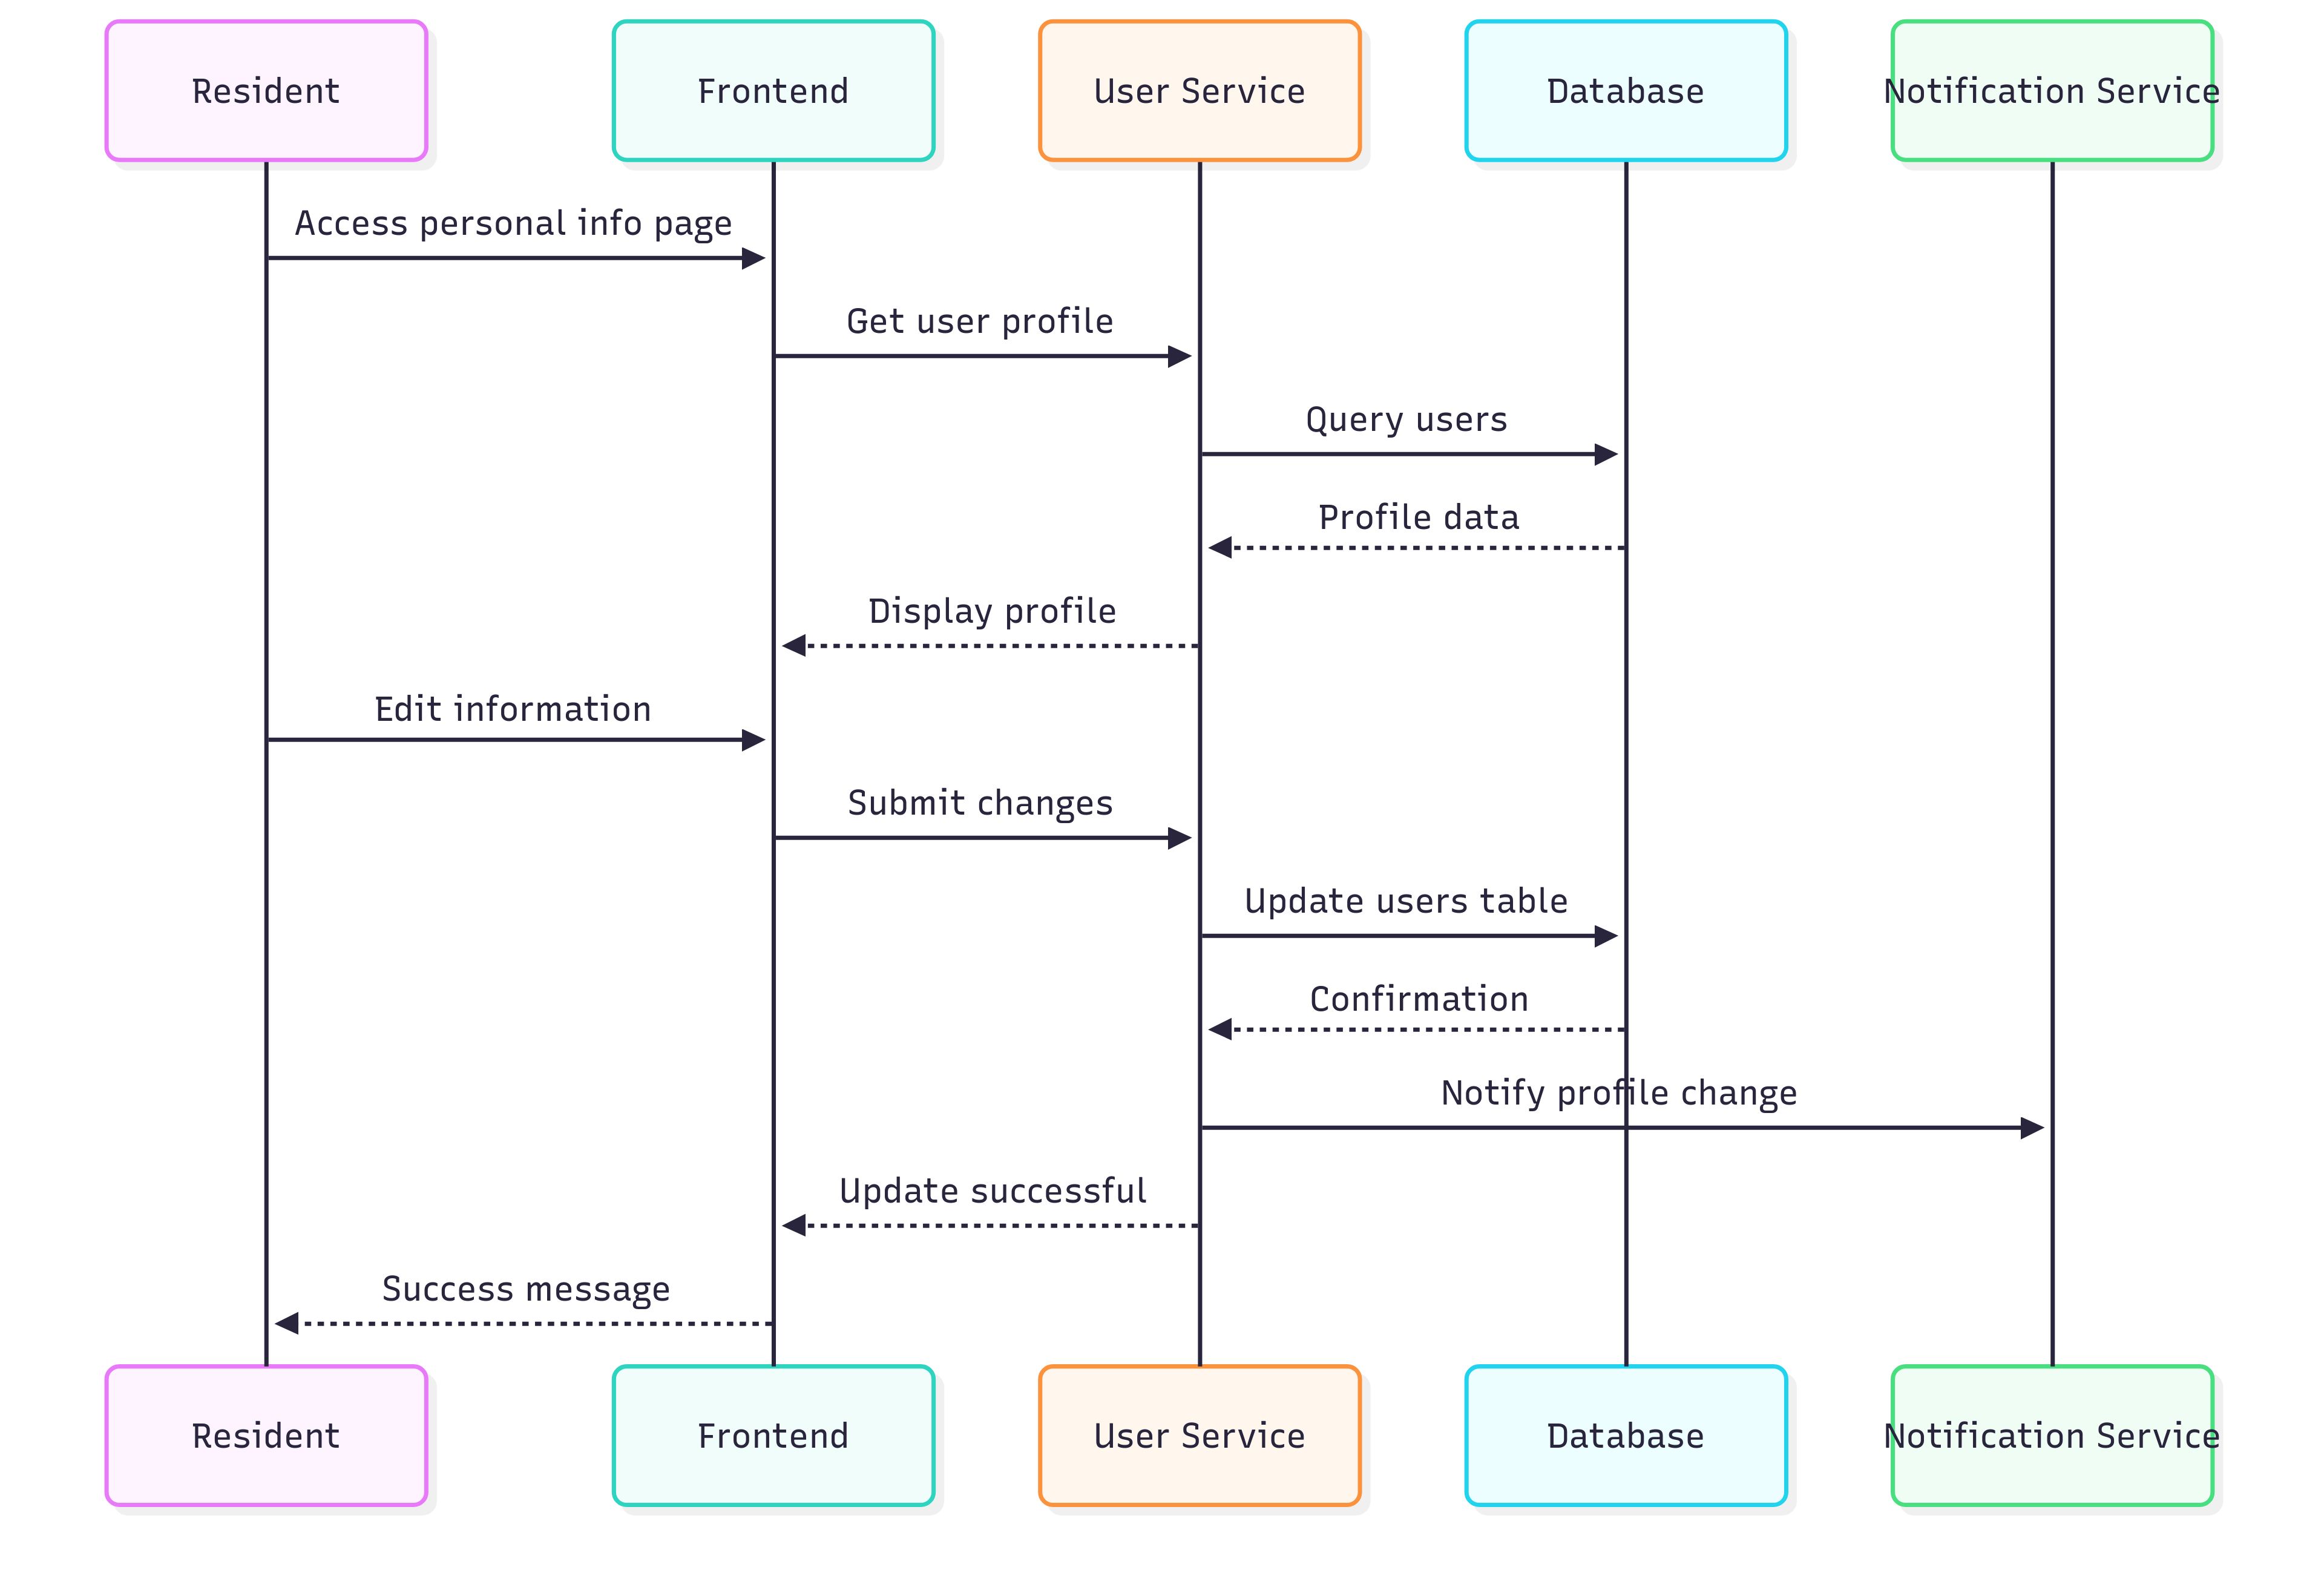 Resident
Frontend
User Service
Database
Notification Service
Access personal info page
Get user profile
Query users
Profile data
Display profile
Edit information
Submit changes
Update users table
Confirmation
Notify profile change
Update successful
Success message
Resident
Frontend
User Service
Database
Notification Service